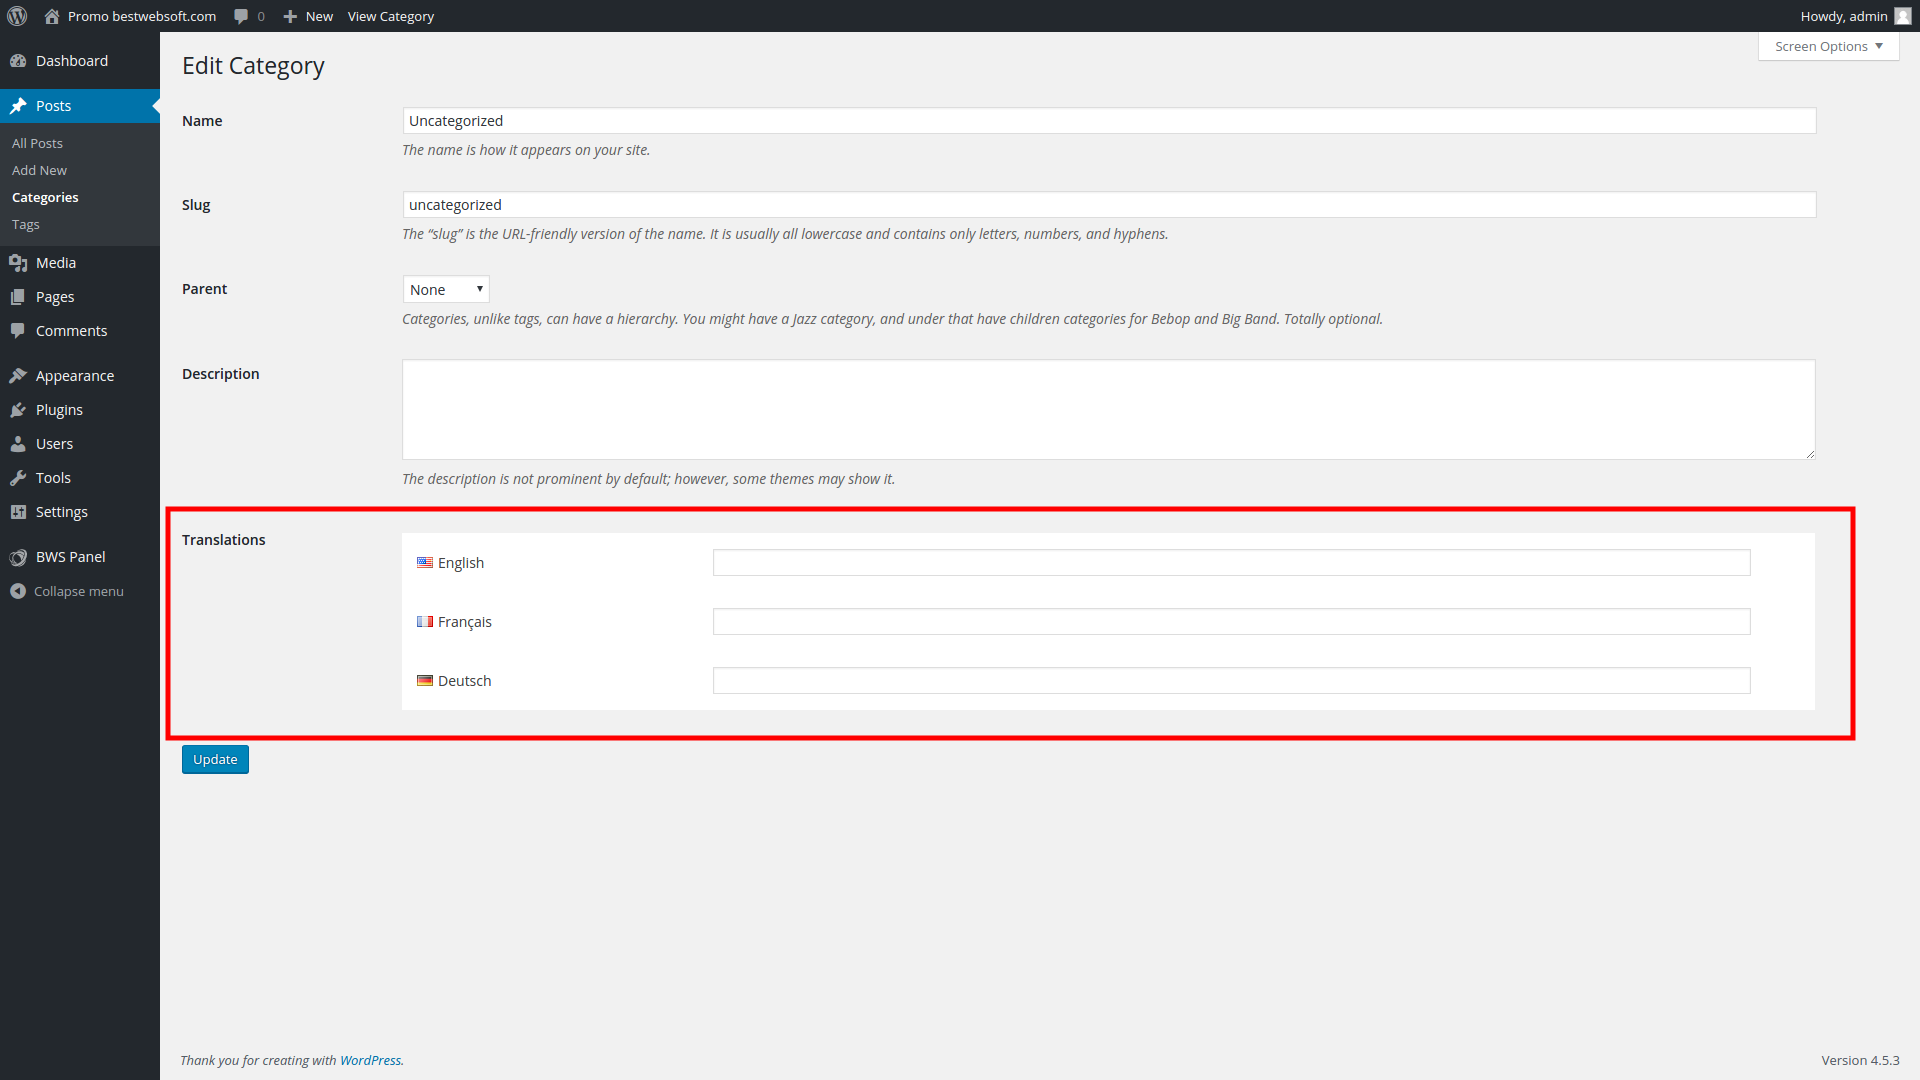 Promo bestwebsoft.com 0 New View Category Howdy, admin
Screen Options
Dashboard
Posts
All Posts
Add New
Categories
Tags
Media
Pages
Comments
Appearance
Plugins
Users
Tools
Settings
BWS Panel
Collapse menu
Edit Category
Name Uncategorized
The name is how it appears on your site.
Slug uncategorized
The “slug” is the URL-friendly version of the name. It is usually all lowercase and contains only letters, numbers, and hyphens.
Parent None
Categories, unlike tags, can have a hierarchy. You might have a Jazz category, and under that have children categories for Bebop and Big Band. Totally optional.
Description
The description is not prominent by default; however, some themes may show it.
Translations
English
Français
Deutsch
Update
Thank you for creating with WordPress. Version 4.5.3